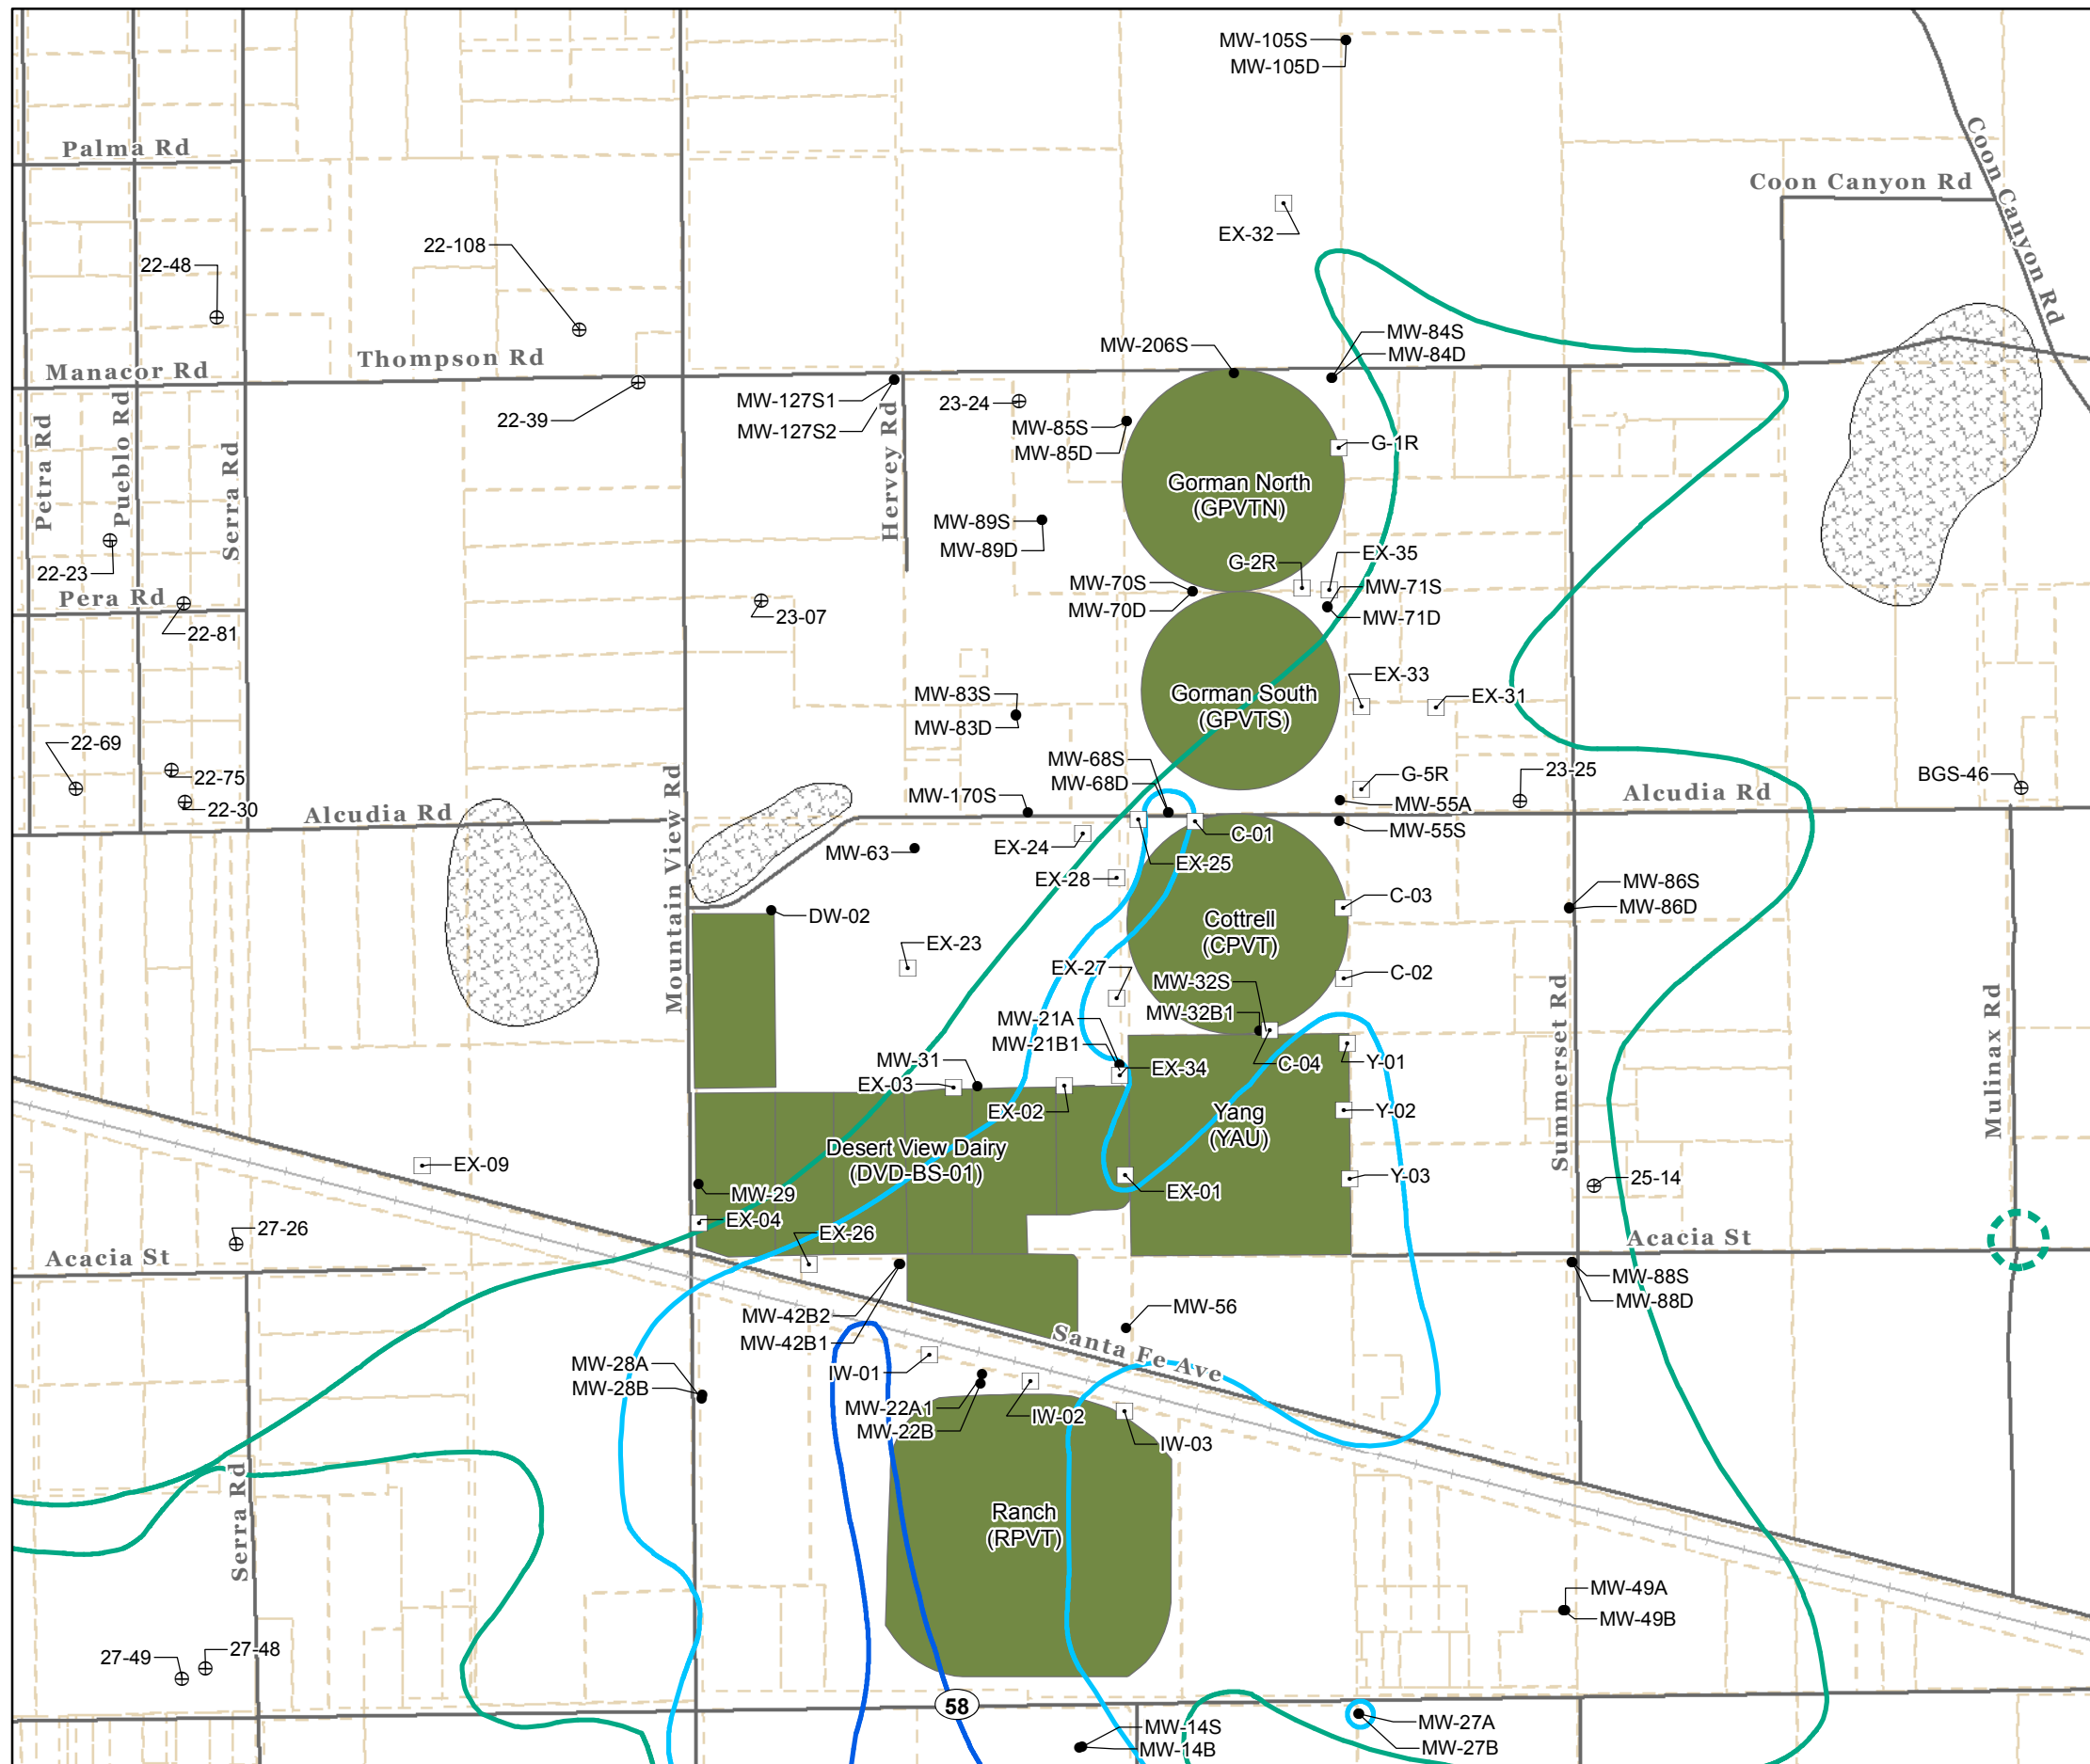 MW-105S
MW-105D
Palma Rd
Coon Canyon Rd
Coon Canyon Rd
EX-32
22-108
22-48
MW-84S
MW-206S
MW-84D
Thompson Rd
Manacor Rd
MW-127S1
23-24
22-39
MW-127S2
MW-85S
MW-85D
G-1R
Petra Rd
Pueblo Rd
Serra Rd
Hervey Rd
Gorman North
(GPVTN)
MW-89S
MW-89D
EX-35
G-2R
22-23
MW-70S
MW-71S
Pera Rd
MW-70D
23-07
MW-71D
22-81
EX-33
MW-83S
Gorman South
(GPVTS)
EX-31
MW-83D
22-69
MW-68S
22-75
MW-68D
G-5R
23-25
BGS-46
MW-170S
Alcudia Rd
MW-55A
22-30
Alcudia Rd
MW-55S
C-01
EX-24
MW-63
EX-25
EX-28
Mountain View Rd
MW-86S
C-03
MW-86D
DW-02
Cottrell
(CPVT)
EX-23
EX-27
C-02
MW-32S
MW-32B1
MW-21A
MW-21B1
Summerset Rd
Mulinax Rd
MW-31
C-04
Y-01
EX-34
EX-03
EX-02
Yang
(YAU)
Y-02
Desert View Dairy
(DVD-BS-01)
EX-09
Y-03
25-14
MW-29
EX-01
EX-04
27-26
EX-26
Acacia St
Acacia St
MW-88S
MW-88D
MW-56
MW-42B2
MW-42B1
Santa Fe Ave
MW-28A
IW-01
MW-28B
MW-22A1
IW-02
MW-22B
IW-03
Ranch
(RPVT)
Serra Rd
MW-49A
MW-49B
27-48
27-49
58
MW-14S
MW-27A
MW-14B
MW-27B